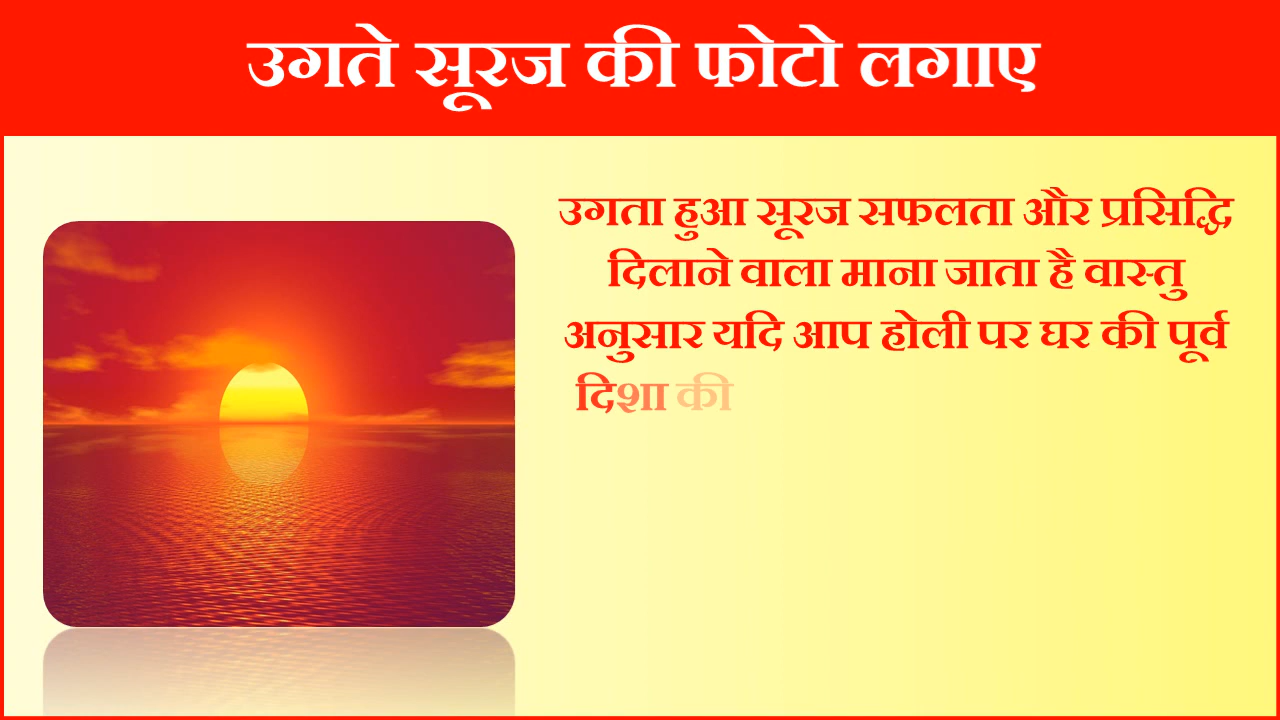 उगते सूरज की फोटो लगाए
उगता हुआ सूरज सफलता और प्रसिद्धि
दिलाने वाला माना जाता है वास्तु
अनुसार यदि आप होली पर घर की पूर्व
दिशा की